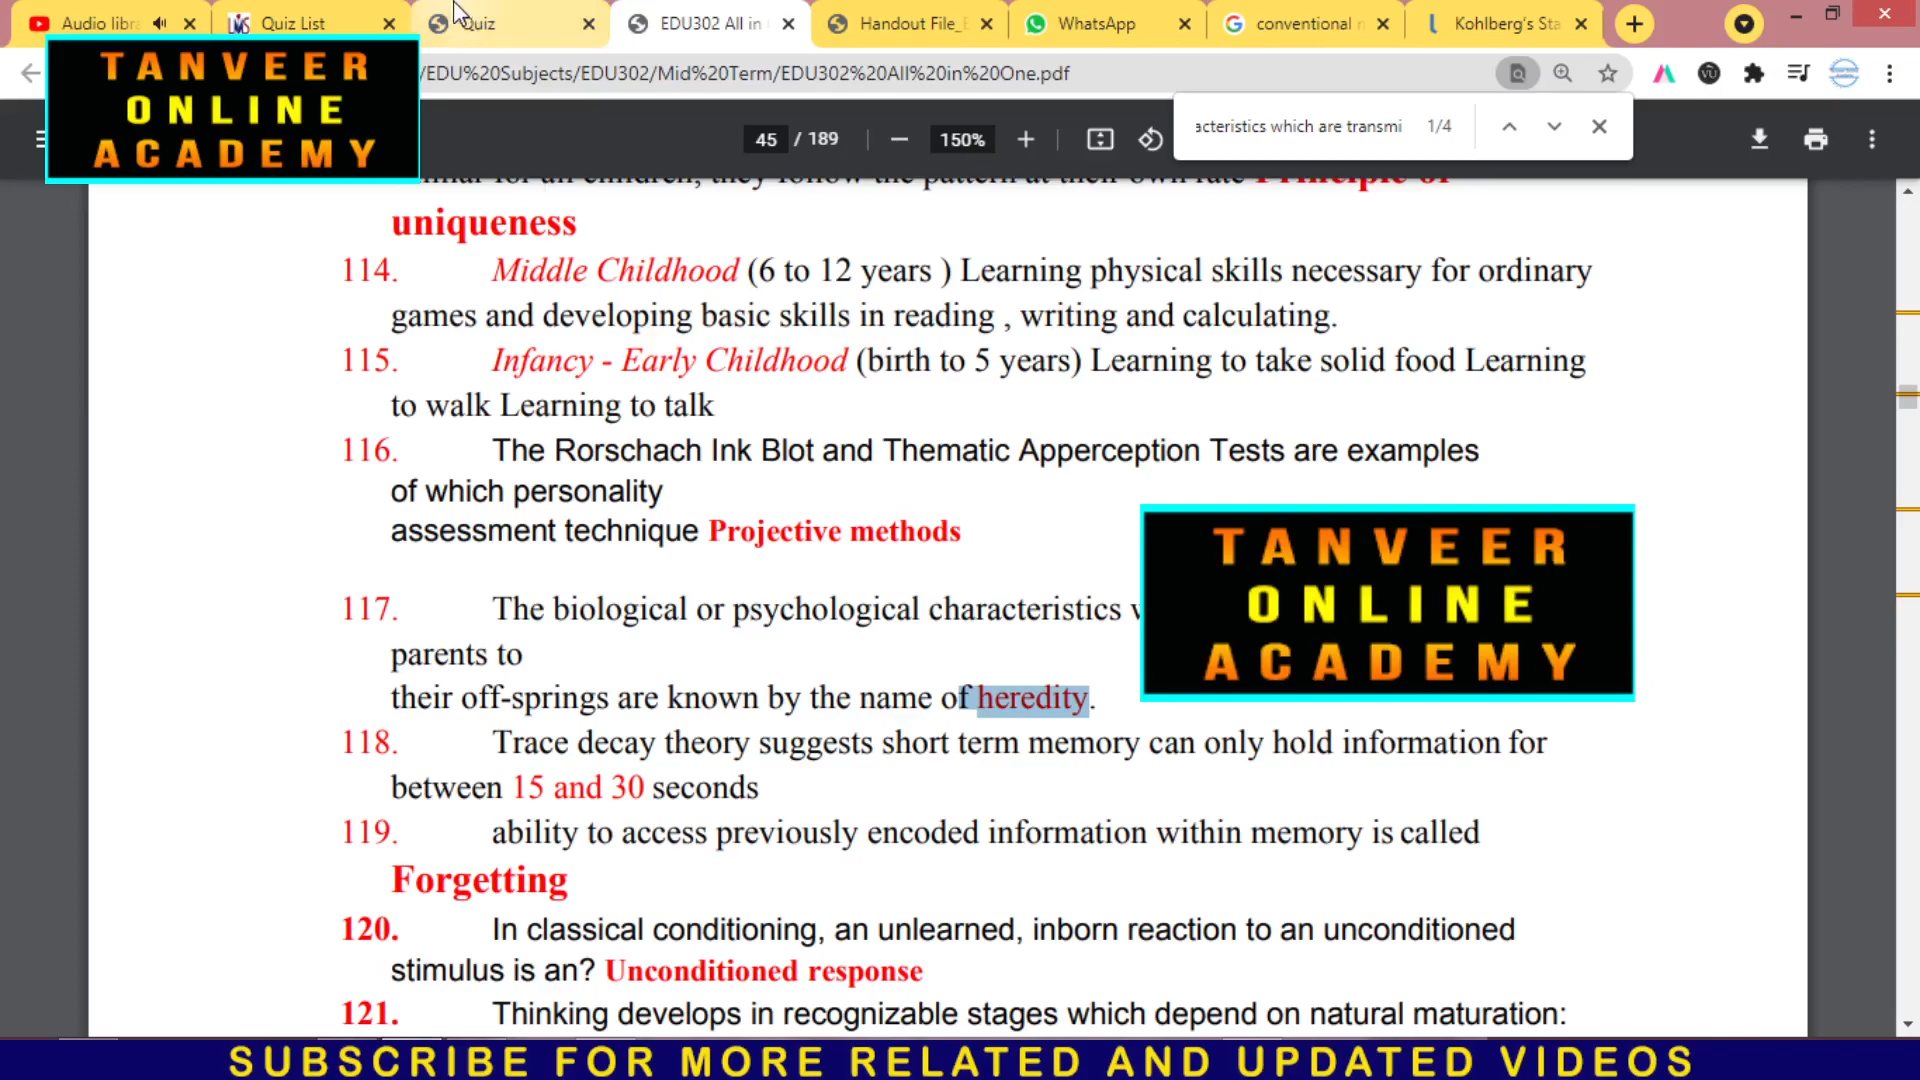 Audio libra
Quiz List
Quiz
EDU302 All in
Handout File_E
WhatsApp
conventional
Kohlberg's Sta
TANVEER
ONLINE
ACADEMY
/EDU%20Subjects/EDU302/Mid%20Term/EDU302%20All%20in%20One.pdf
acteristics which are transmi 1/4
45 / 189
150%
uniqueness
114. Middle Childhood (6 to 12 years ) Learning physical skills necessary for ordinary
games and developing basic skills in reading , writing and calculating.
115. Infancy - Early Childhood (birth to 5 years) Learning to take solid food Learning
to walk Learning to talk
116. The Rorschach Ink Blot and Thematic Apperception Tests are examples
of which personality
assessment technique Projective methods
TANVEER
ONLINE
ACADEMY
117. The biological or psychological characteristics
parents to
their off-springs are known by the name of heredity.
118. Trace decay theory suggests short term memory can only hold information for
between 15 and 30 seconds
119. ability to access previously encoded information within memory is called
Forgetting
120. In classical conditioning, an unlearned, inborn reaction to an unconditioned
stimulus is an? Unconditioned response
121. Thinking develops in recognizable stages which depend on natural maturation:
SUBSCRIBE FOR MORE RELATED AND UPDATED VIDEOS